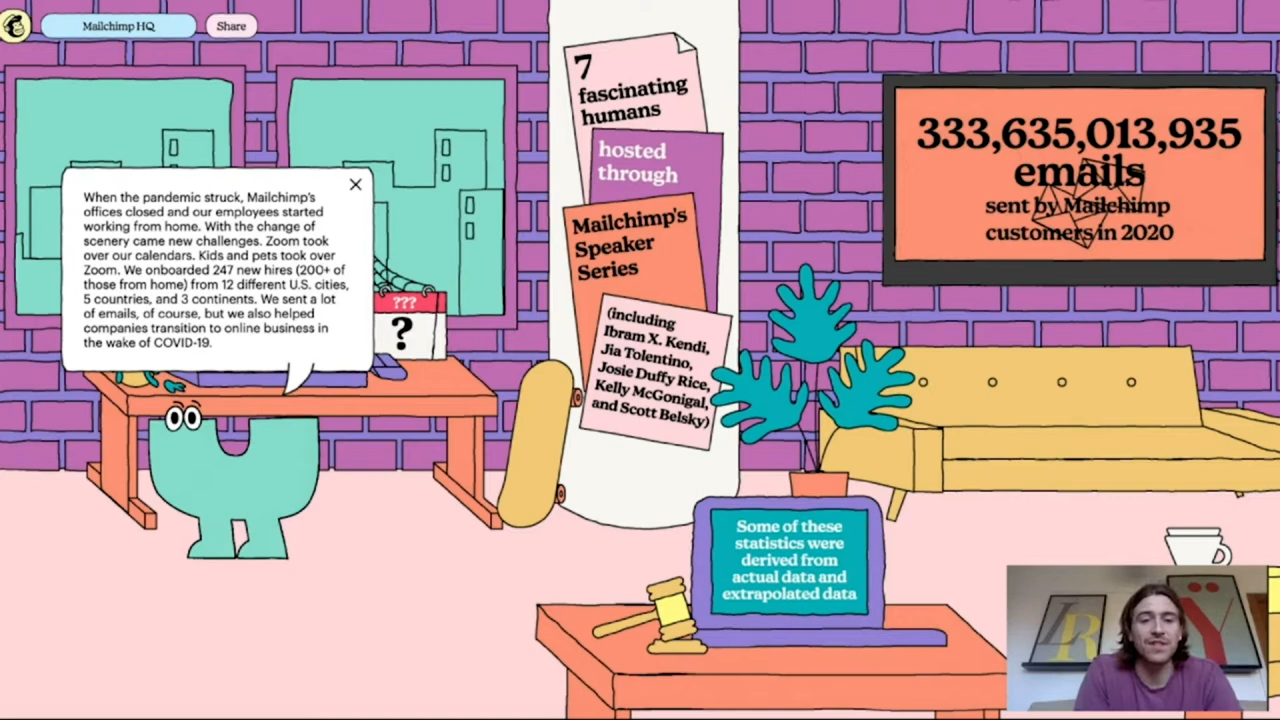 Mailchimp HQ
Share
When the pandemic struck, Mailchimp's
offices closed and our employees started
working from home. With the change of
scenery came new challenges. Zoom took
over our calendars. Kids and pets took over
Zoom. We onboarded 247 new hires (200+ of
those from home) from 12 different U.S. cities,
5 countries, and 3 continents. We sent a lot
of emails, of course, but we also helped
companies transition to online business in
the wake of COVID-19.
???
?
7
fascinating
humans
hosted
through
Mailchimp's
Speaker
Series
(including
Ibram X. Kendi,
Jia Tolentino,
Josie Duffy Rice,
Kelly McGonigal,
and Scott Belsky)
333,635,013,935
emails
sent by Mailchimp
customers in 2020
Some of these
statistics were
derived from
actual data and
extrapolated data
LR
Ÿ